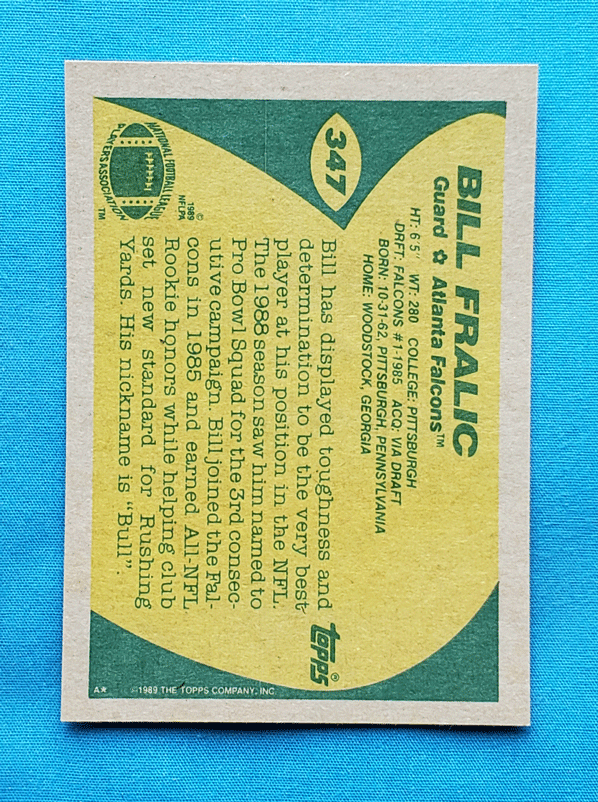 347
BILL FRALIC
Guard ✿ Atlanta Falcons™
HT: 6'5" WT: 280 COLLEGE: PITTSBURGH
DRFT: FALCONS #1-1985 ACQ: VIA DRAFT
BORN: 10-31-62, PITTSBURGH, PENNSYLVANIA
HOME: WOODSTOCK, GEORGIA
Bill has displayed toughness and
determination to be the very best
player at his position in the NFL.
The 1988 season saw him named to
Pro Bowl Squad for the 3rd consec-
utive campaign. Bill joined the Fal-
cons in 1985 and earned All-NFL
Rookie honors while helping club
set new standard for Rushing
Yards. His nickname is "Bull".
topps®
NATIONAL FOOTBALL LEAGUE
PLAYERS ASSOCIATION
™
©
1989
NFLPA
A* ©1989 THE TOPPS COMPANY, INC.